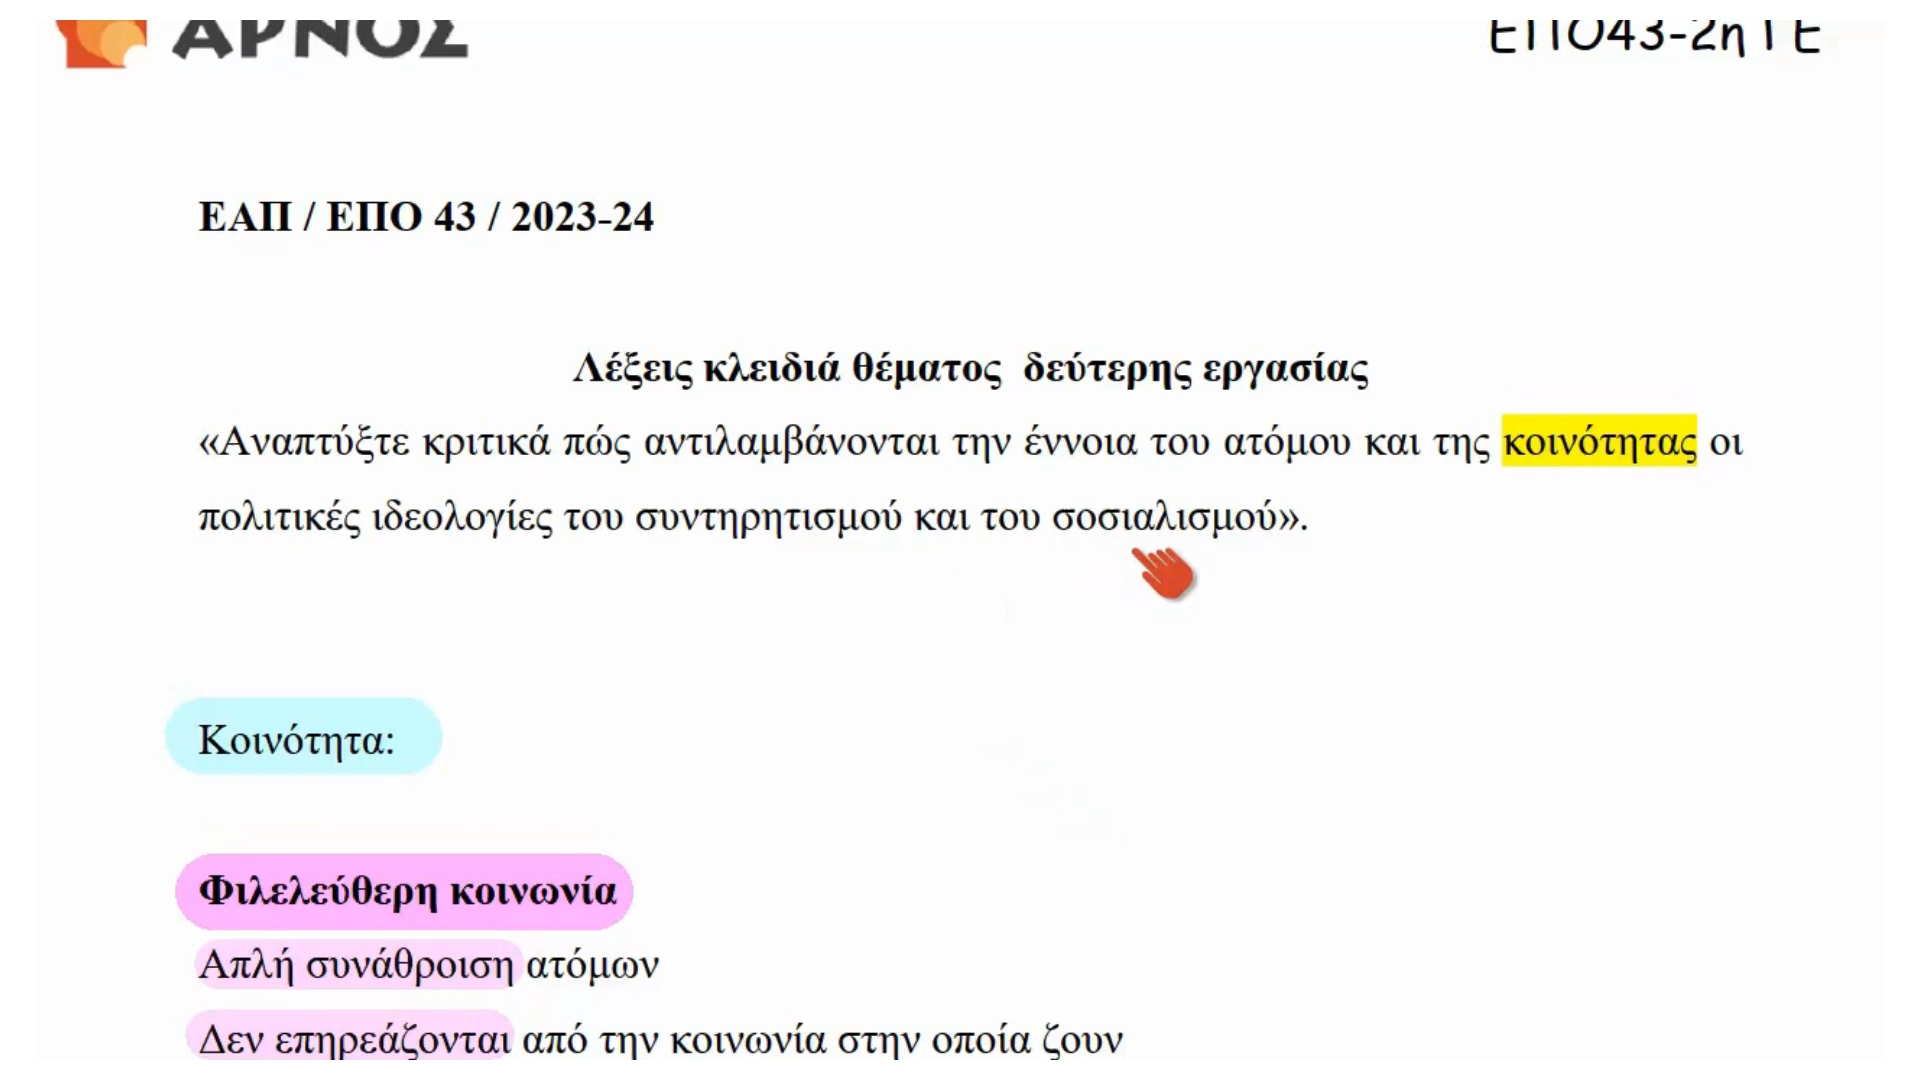 ΑΡΝΟΣ
ΕΠΟ43-2η ΓΕ
ΕΑΠ / ΕΠΟ 43 / 2023-24
Λέξεις κλειδιά θέματος δεύτερης εργασίας
«Αναπτύξτε κριτικά πώς αντιλαμβάνονται την έννοια του ατόμου και της κοινότητας οι
πολιτικές ιδεολογίες του συντηρητισμού και του σοσιαλισμού».
Κοινότητα:
Φιλελεύθερη κοινωνία
Απλή συνάθροιση ατόμων
Δεν επηρεάζονται από την κοινωνία στην οποία ζουν